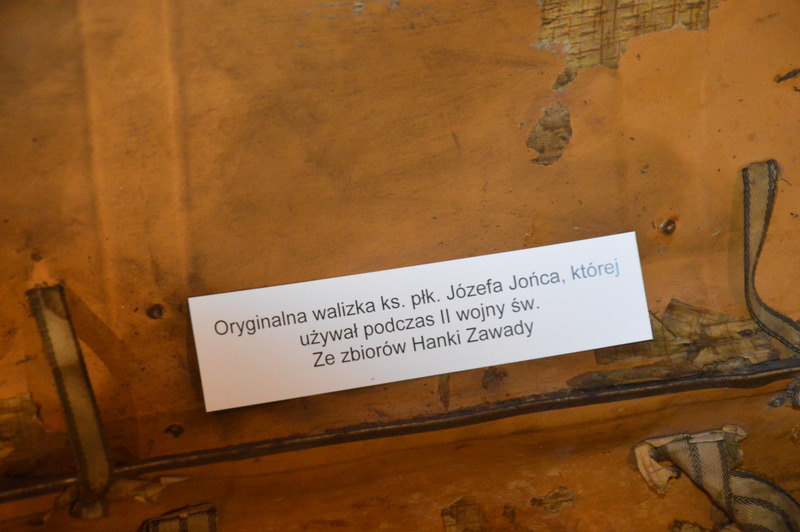 Oryginalna walizka ks. płk. Józefa Jońca, której
używał podczas II wojny św.
Ze zbiorów Hanki Zawady